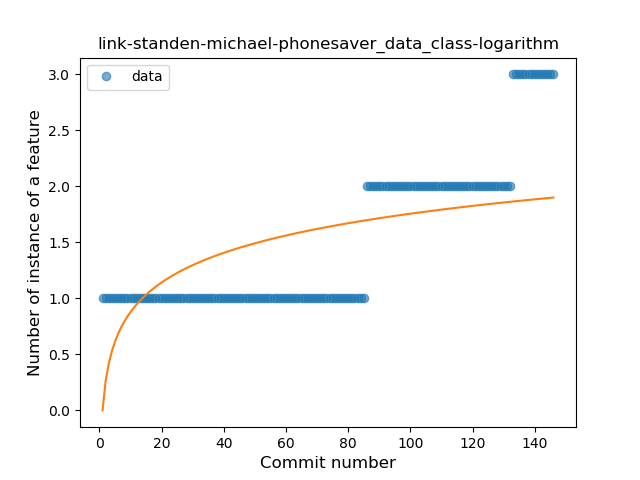 link-standen-michael-phonesaver_data_class-logarithm
data
Number of instance of a feature
3.0
2.5
2.0
1.5
1.0
0.5
0.0
0 20 40 60 80 100 120 140
Commit number